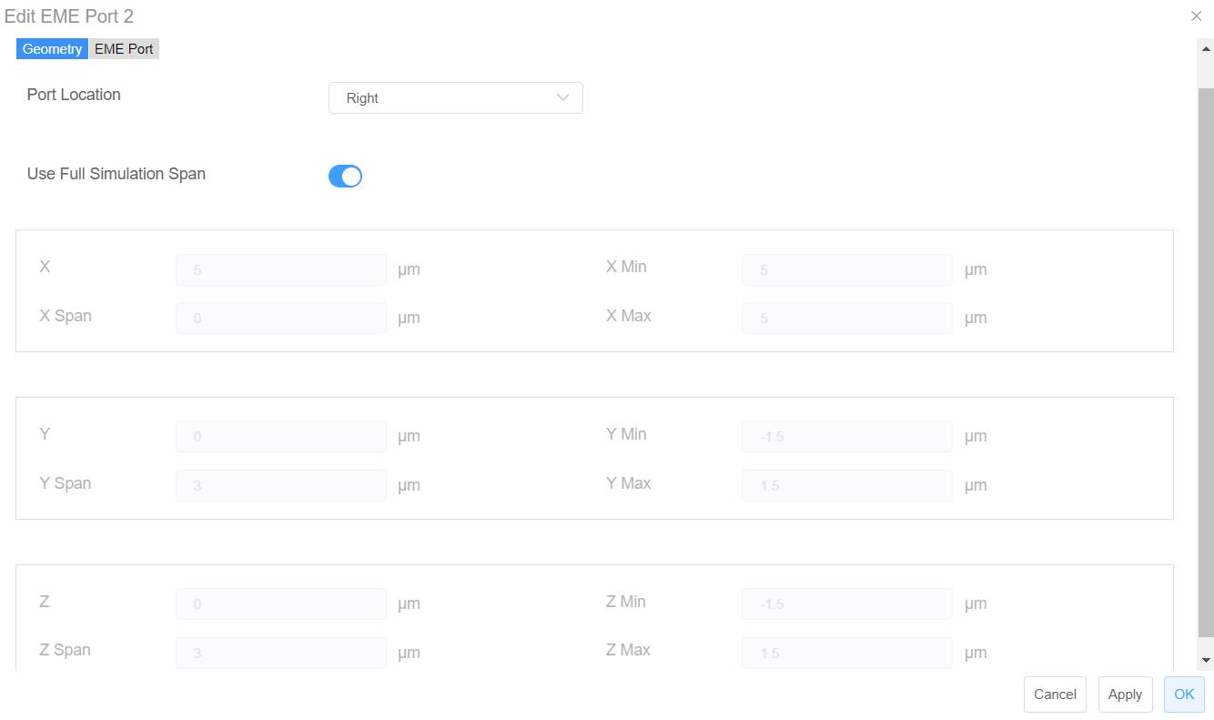 Edit EME Port 2
Geometry EME Port
Port Location Right
Use Full Simulation Span
X 5 μm X Min 5 μm
X Span 0 μm X Max 5 μm
Y 0 μm Y Min -1.5 μm
Y Span 3 μm Y Max 1.5 μm
Z 0 μm Z Min -1.5 μm
Z Span 3 μm Z Max 1.5 μm
Cancel Apply OK